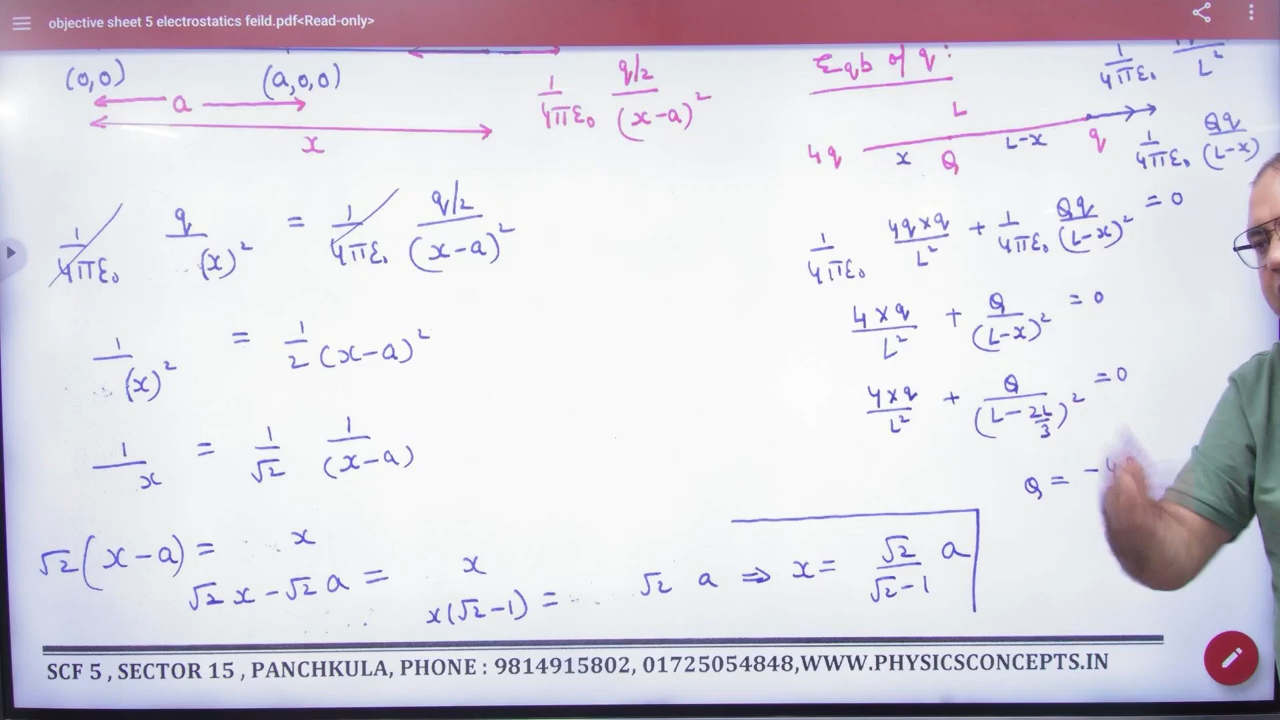 objective sheet 5 electrostatics feild.pdf<Read-only>
(0,0) (a,0,0)
a
x
1/4πε₀ q/2/(x-a)²
1/4πε₀ q/(x)² = 1/4πε₀ q/2/(x-a)²
1/(x)² = 1/2 (x-a)²
1/x = 1/√2 1/(x-a)
√2(x-a) = x
√2x-√2a = x
x(√2-1) = √2 a ⇒ x = √2/√2-1 a
Eqb of q:
1/4πε₀ L²
L
4q x Q L-x q 1/4πε₀ Qq/(L-x)
1/4πε₀ 4q×q/L² + 1/4πε₀ Qq/(L-x)² = 0
4×q/L² + Q/(L-x)² = 0
4×q/L² + Q/(L-2L/3)² = 0
Q = -4
SCF 5 , SECTOR 15 , PANCHKULA, PHONE : 9814915802, 01725054848,WWW.PHYSICSCONCEPTS.IN